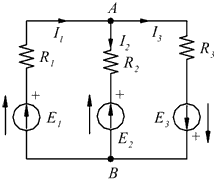 A
I1 I2 I3
R1 R2 R3
+ + +
E1 E2 E3
B